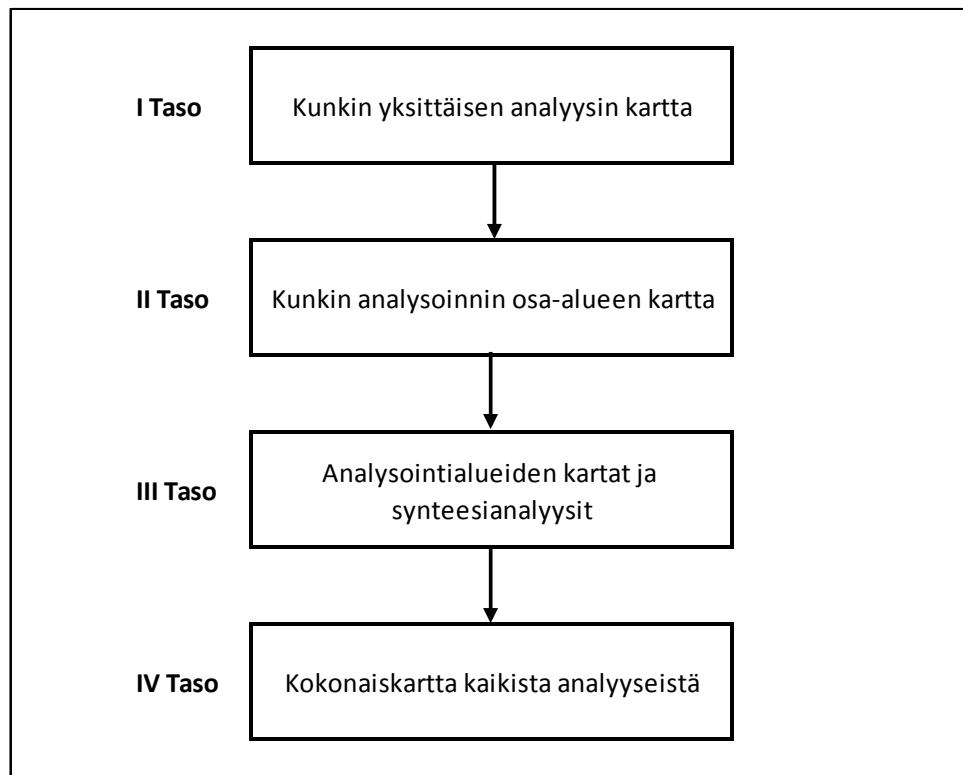 I Taso
Kunkin yksittäisen analyysin kartta
II Taso
Kunkin analysoinnin osa-alueen kartta
III Taso
Analysointialueiden kartat ja
synteesianalyysit
IV Taso
Kokonaiskartta kaikista analyyseistä